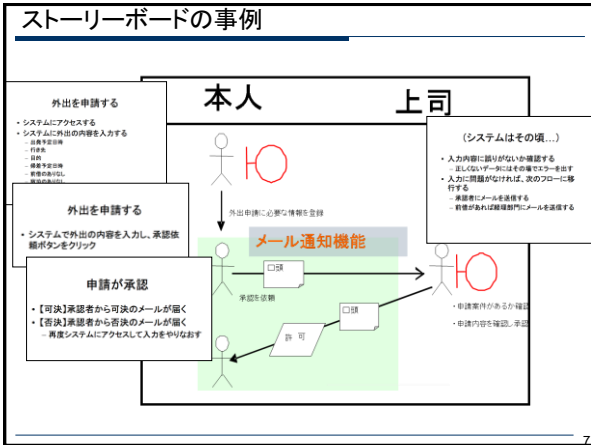 ストーリーボードの事例
本人
上司
外出を申請する
• システムにアクセスする
• システムに外出の内容を入力する
– 出発予定日時
– 行き先
– 目的
– 帰着予定日時
– 前借のありなし
外出を申請する
• システムで外出の内容を入力し、承認依
頼ボタンをクリック
申請が承認
• 【可決】承認者から可決のメールが届く
• 【否決】承認者から否決のメールが届く
– 再度システムにアクセスして入力をやりなおす
(システムはその頃…)
• 入力内容に誤りがないか確認する
– 正しくないデータにはその場でエラーを出す
• 入力に問題がなければ、次のフローに移
行する
– 承認者にメールを送信する
– 前借があれば経理部門にメールを送信する
外出申請に必要な情報を登録
メール通知機能
口頭
承認を依頼
口頭
許可
・申請案件があるか確認
・申請内容を確認し承認
7